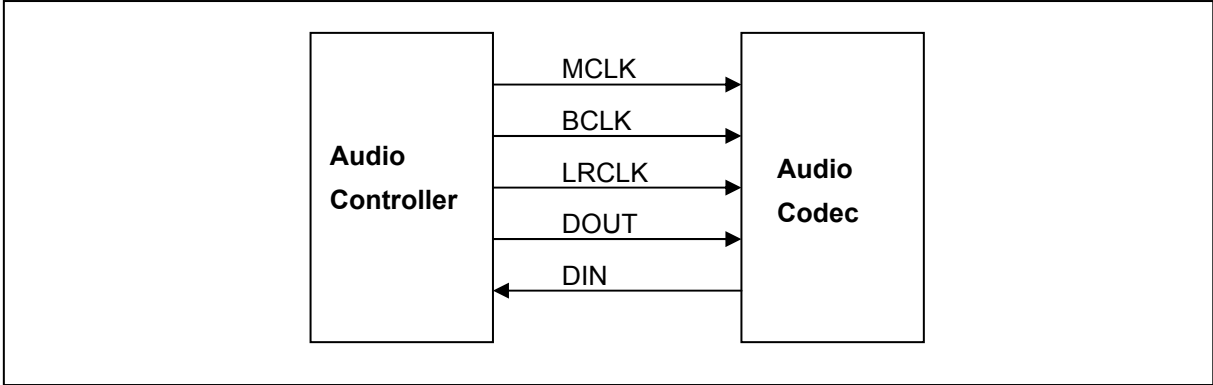 Audio
Controller
MCLK
BCLK
LRCLK
DOUT
DIN
Audio
Codec